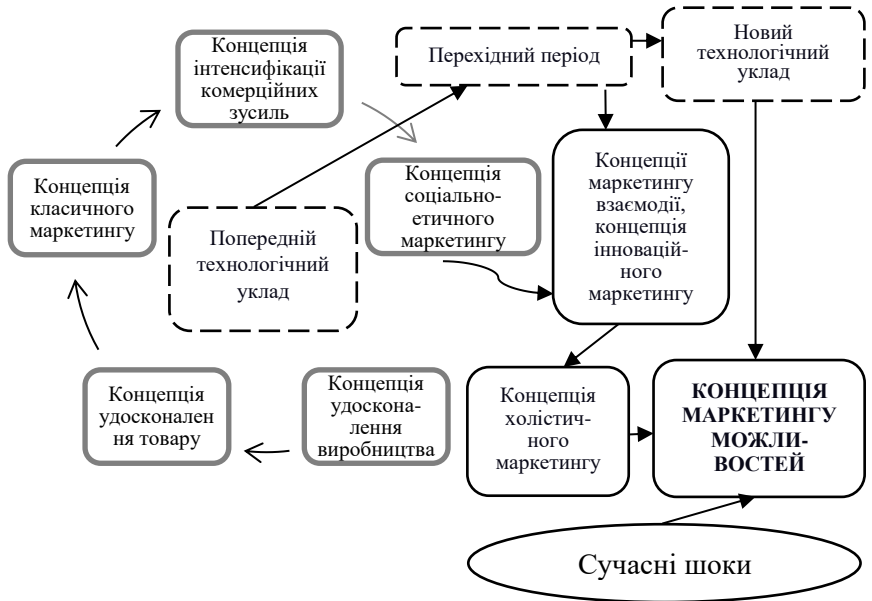 Концепція
інтенсифікації
комерційних
зусиль
Перехідний період
Новий
технологічний
уклад
Концепція
класичного
маркетингу
Попередній
технологічний
уклад
Концепція
соціально-
етичного
маркетингу
Концепції
маркетингу
взаємодії,
концепція
інновацій-
ного
маркетингу
Концепція
удосконален
ня товару
Концепція
удоскона-
лення
виробництва
Концепція
холістич-
ного
маркетингу
КОНЦЕПЦІЯ
МАРКЕТИНГУ
МОЖЛИ-
ВОСТЕЙ
Сучасні шоки